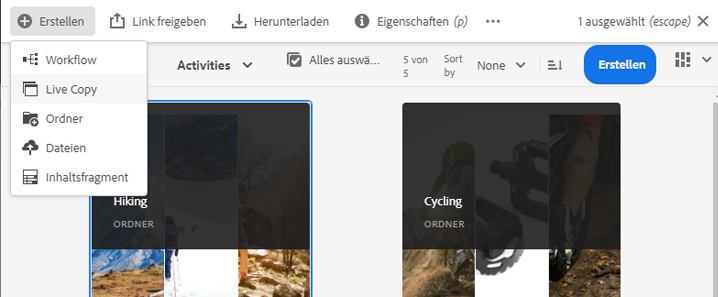 Erstellen Link freigeben Herunterladen Eigenschaften (p) 1 ausgewählt (escape)
Workflow
Live Copy
Ordner
Dateien
Inhaltsfragment
Activities
Alles auswä...
5 von
5
Sort
by
None
Erstellen
Hiking
ORDNER
Cycling
ORDNER